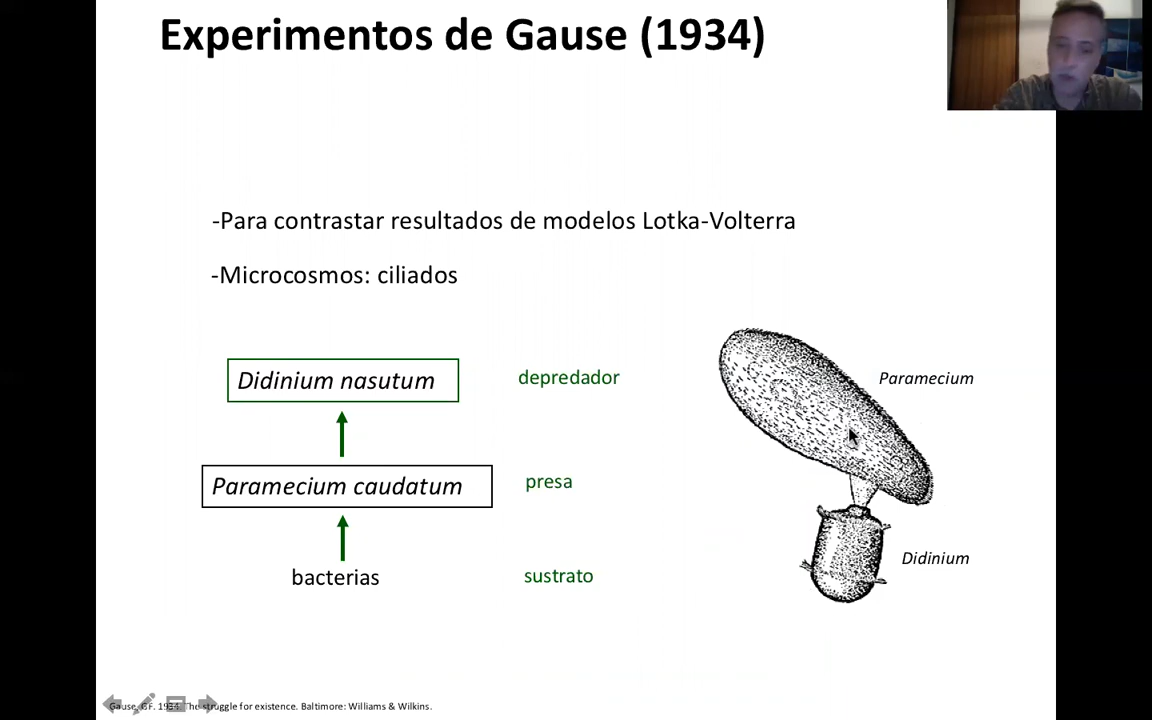 Experimentos de Gause (1934)
-Para contrastar resultados de modelos Lotka-Volterra
-Microcosmos: ciliados
Didinium nasutum
depredador
Paramecium
Paramecium caudatum
presa
Didinium
bacterias
sustrato
Gause, GF. 1934. The struggle for existence. Baltimore: Williams & Wilkins.